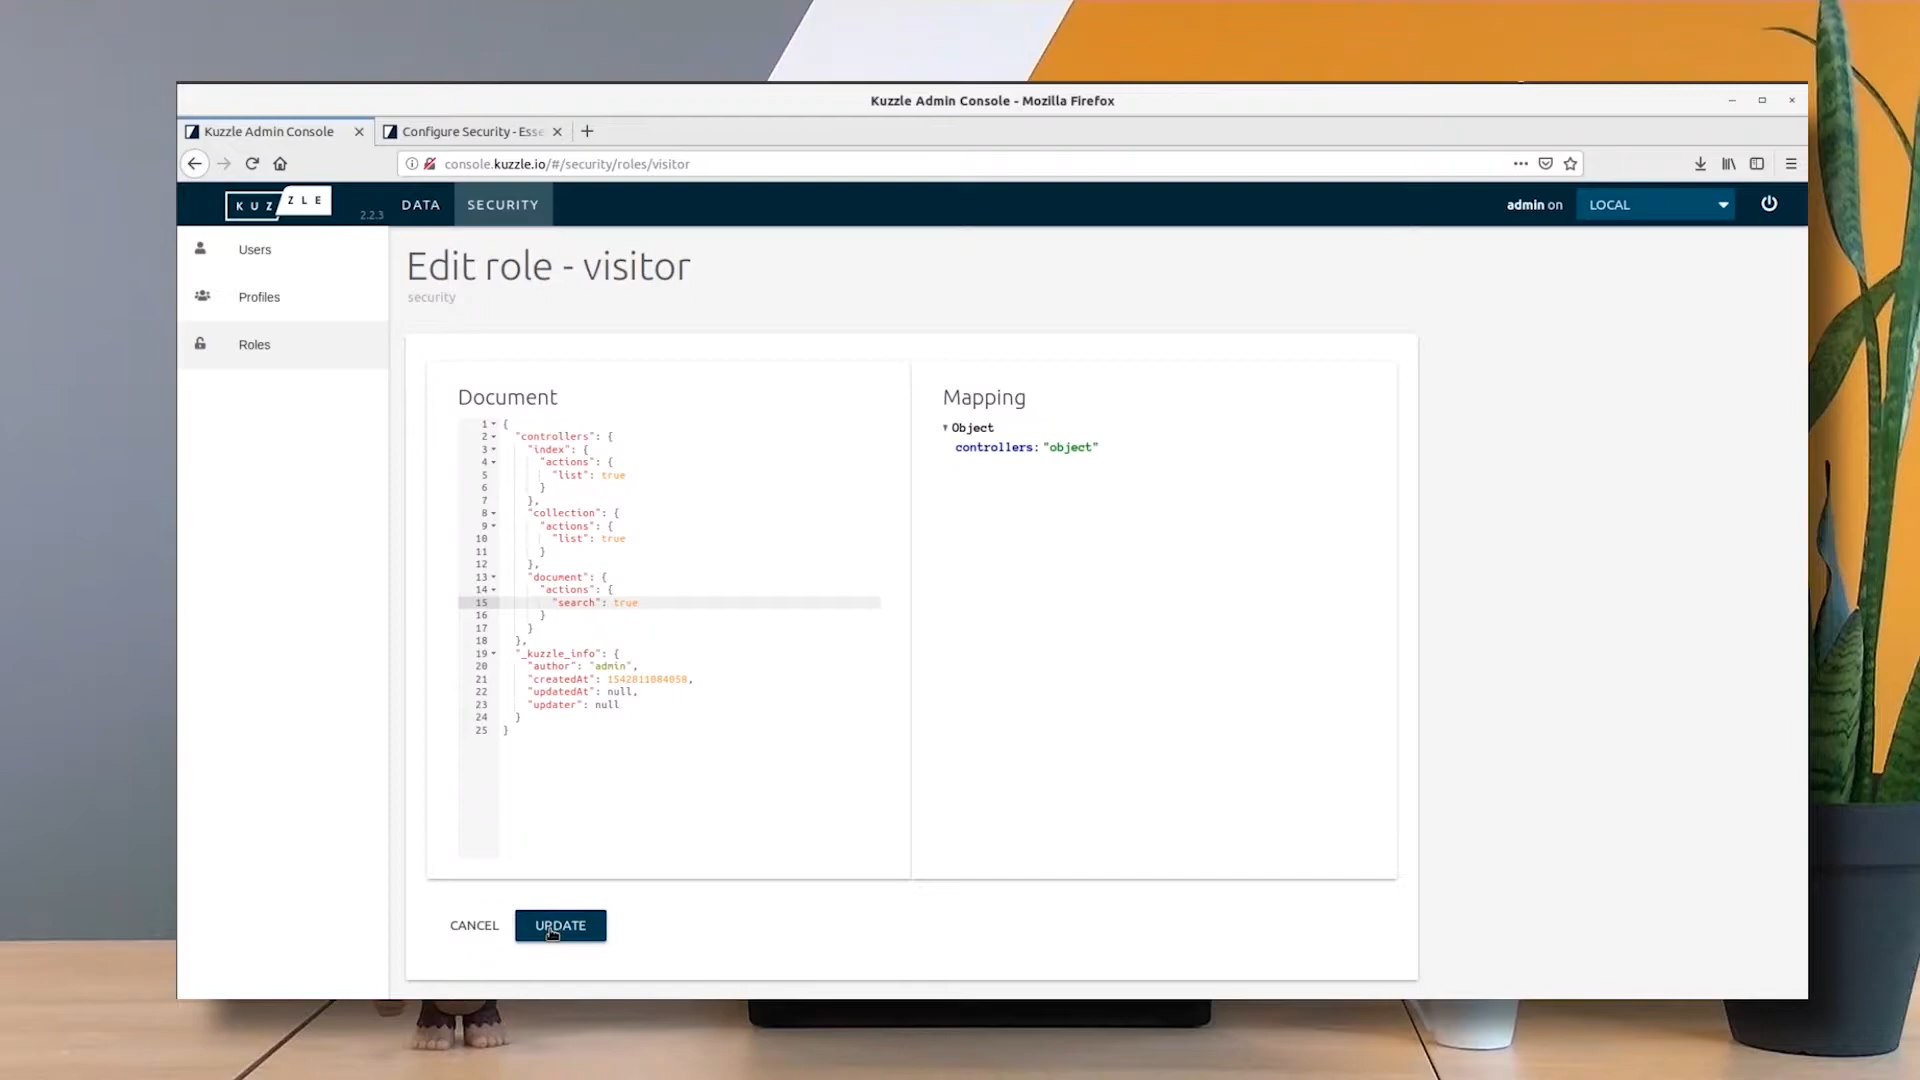 Kuzzle Admin Console - Mozilla Firefox
Kuzzle Admin Console
Configure Security - Esse
console.kuzzle.io/#/security/roles/visitor
KUZZLE
2.2.3
DATA
SECURITY
admin on
LOCAL
Users
Profiles
Roles
Edit role - visitor
security
Document
1 {
2 "controllers": {
3 "index": {
4 "actions": {
5 "list": true
6 }
7 },
8 "collection": {
9 "actions": {
10 "list": true
11 }
12 },
13 "document": {
14 "actions": {
15 "search": true
16 }
17 }
18 },
19 "_kuzzle_info": {
20 "author": "admin",
21 "createdAt": 1542811084058,
22 "updatedAt": null,
23 "updater": null
24 }
25 }
Mapping
Object
controllers: "object"
CANCEL
UPDATE